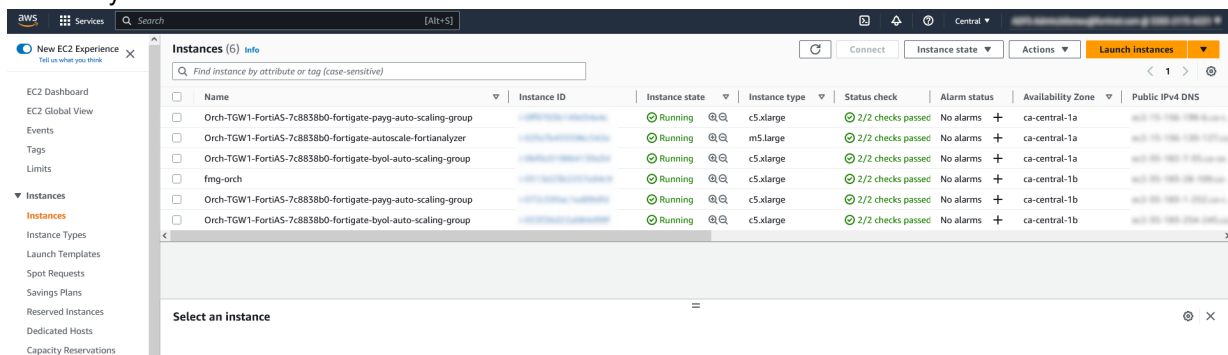 aws Services Search [Alt+S] Central
New EC2 Experience
Tell us what you think
EC2 Dashboard
EC2 Global View
Events
Tags
Limits
Instances
Instances
Instance Types
Launch Templates
Spot Requests
Savings Plans
Reserved Instances
Dedicated Hosts
Capacity Reservations
Instances (6) Info Connect Instance state Actions Launch instances
Find instance by attribute or tag (case-sensitive) 1
Name Instance ID Instance state Instance type Status check Alarm status Availability Zone Public IPv4 DNS
Orch-TGW1-FortiAS-7c8838b0-fortigate-payg-auto-scaling-group Running c5.xlarge 2/2 checks passed No alarms + ca-central-1a
Orch-TGW1-FortiAS-7c8838b0-fortigate-autoscale-fortianalyzer Running m5.large 2/2 checks passed No alarms + ca-central-1a
Orch-TGW1-FortiAS-7c8838b0-fortigate-byol-auto-scaling-group Running c5.xlarge 2/2 checks passed No alarms + ca-central-1a
fmg-orch Running c5.xlarge 2/2 checks passed No alarms + ca-central-1b
Orch-TGW1-FortiAS-7c8838b0-fortigate-payg-auto-scaling-group Running c5.xlarge 2/2 checks passed No alarms + ca-central-1b
Orch-TGW1-FortiAS-7c8838b0-fortigate-byol-auto-scaling-group Running c5.xlarge 2/2 checks passed No alarms + ca-central-1b
Select an instance